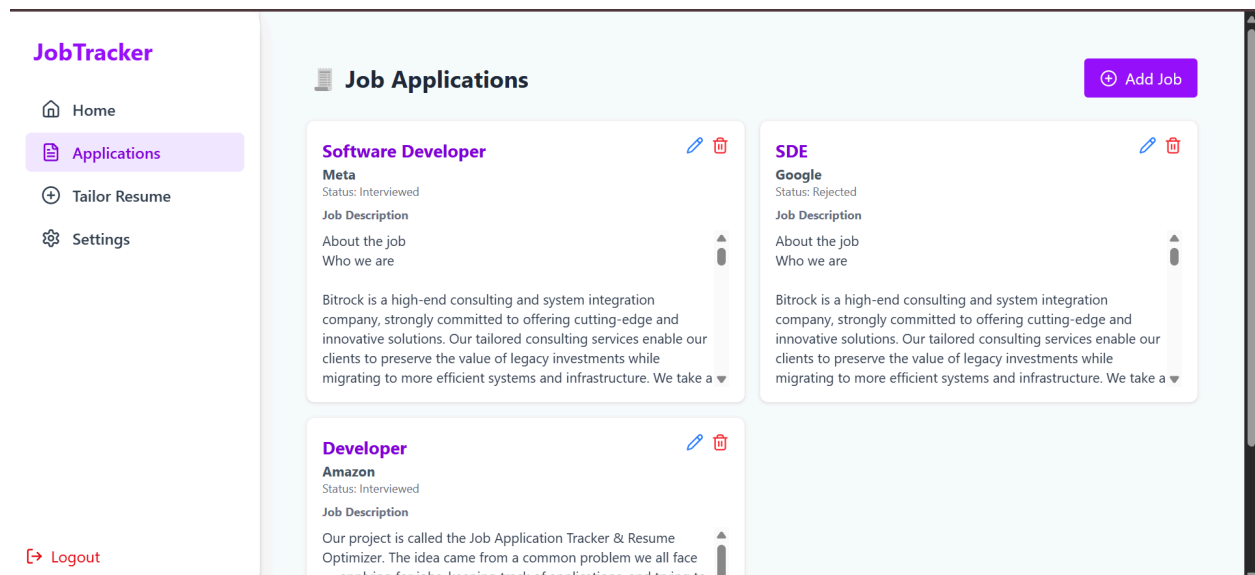 JobTracker
Home
Applications
Tailor Resume
Settings
Logout
Job Applications
Add Job
Software Developer
Meta
Status: Interviewed
Job Description
About the job
Who we are
Bitrock is a high-end consulting and system integration
company, strongly committed to offering cutting-edge and
innovative solutions. Our tailored consulting services enable our
clients to preserve the value of legacy investments while
migrating to more efficient systems and infrastructure. We take a
SDE
Google
Status: Rejected
Job Description
About the job
Who we are
Bitrock is a high-end consulting and system integration
company, strongly committed to offering cutting-edge and
innovative solutions. Our tailored consulting services enable our
clients to preserve the value of legacy investments while
migrating to more efficient systems and infrastructure. We take a
Developer
Amazon
Status: Interviewed
Job Description
Our project is called the Job Application Tracker & Resume
Optimizer. The idea came from a common problem we all face